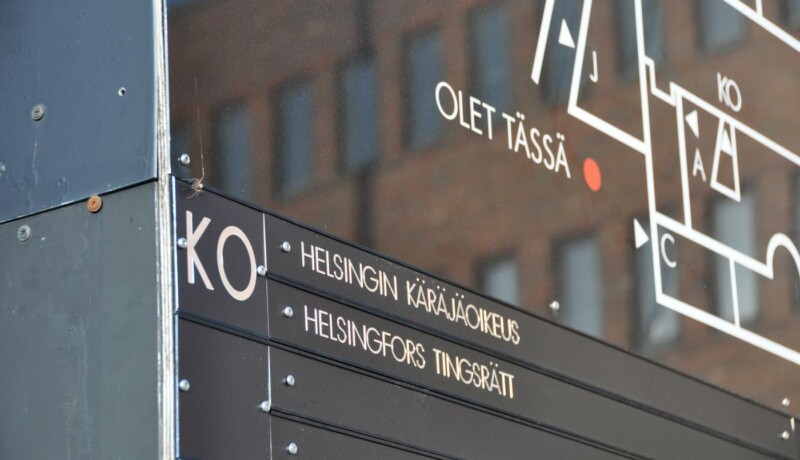 J
KO
OLET TÄSSÄ
A
C
KO
HELSINGIN KÄRÄJÄOIKEUS
HELSINGFORS TINGSRÄTT